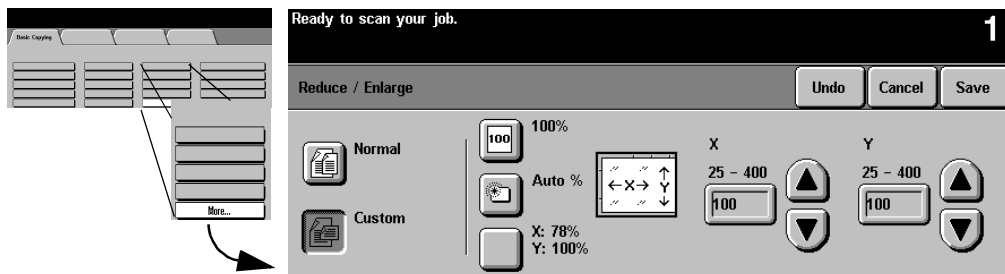 Basic Copying
More...
Ready to scan your job.
1
Reduce / Enlarge
Undo
Cancel
Save
Normal
Custom
100
100%
Auto %
X: 78%
Y: 100%
X
Y
X
25 - 400
100
Y
25 - 400
100